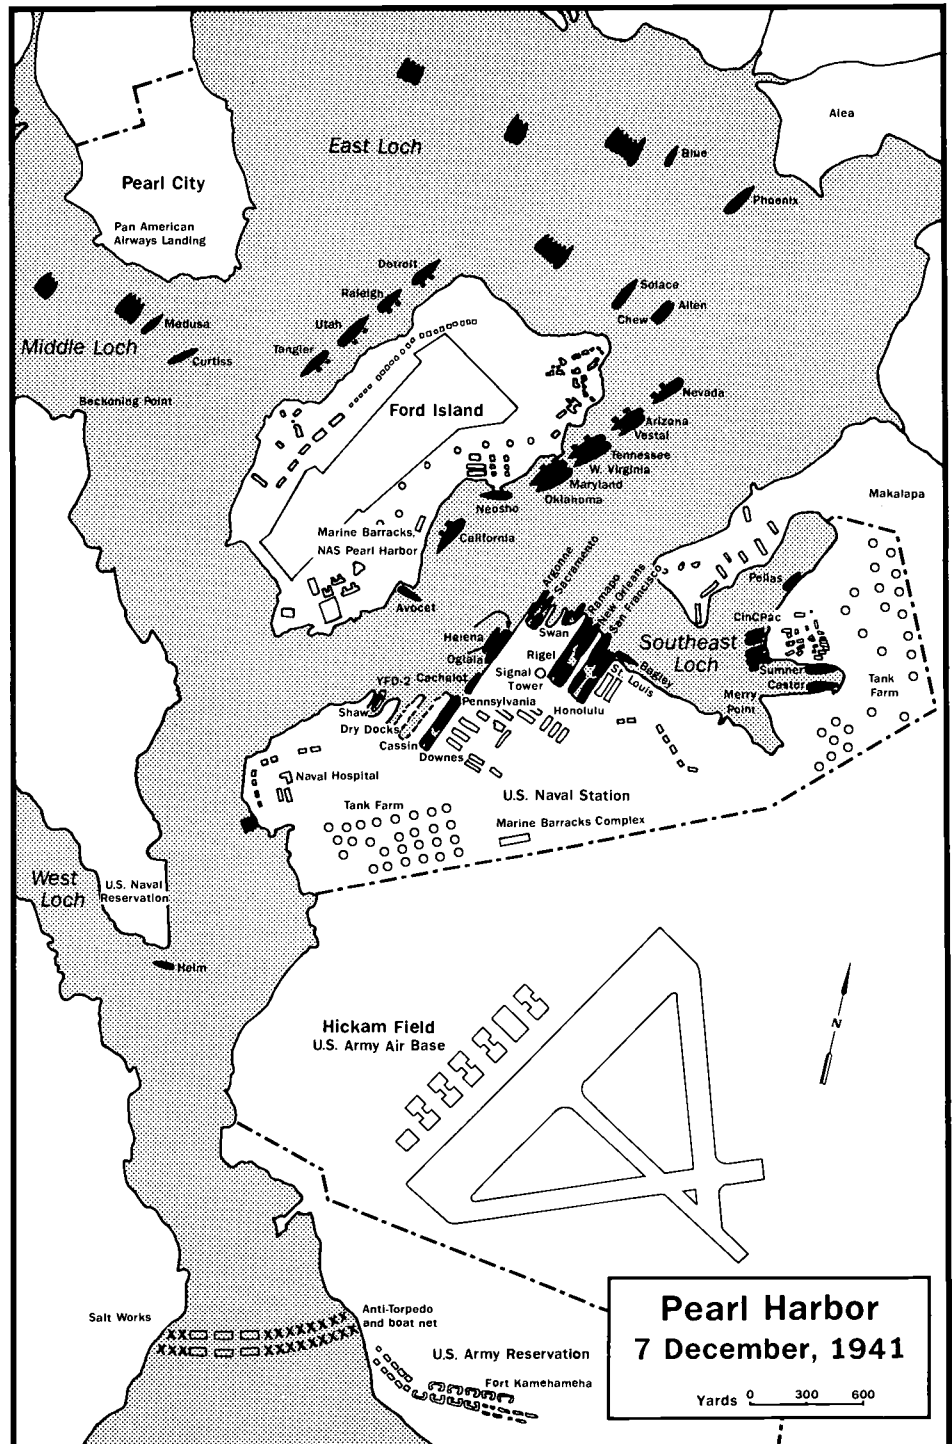 Aiea
East Loch
Blue
Pearl City
Phoenix
Pan American
Airways Landing
Detroit
Solace
Raleigh
Allen
Chew
Medusa
Utah
Middle Loch
Tangier
Curtiss
Nevada
Beckoning Point
Ford Island
Arizona
Vestal
Tennessee
W. Virginia
Maryland
Oklahoma
Neosho
Makalapa
Marine Barracks,
NAS Pearl Harbor
California
Argonne
Sacramento
Ramapo
New Orleans
San Francisco
Pelias
Avocet
CinCPac
Swan
Helena
Oglala
Rigel
Southeast
Loch
Signal
Tower
Bagley
St. Louis
Sumner
Castor
Tank
Farm
YFD-2
Cachalot
Pennsylvania
Honolulu
Merry
Point
Shaw
Dry Docks
Cassin
Downes
Naval Hospital
U.S. Naval Station
Tank Farm
Marine Barracks Complex
West
Loch
U.S. Naval
Reservation
Helm
Hickam Field
U.S. Army Air Base
N
Salt Works
Anti-Torpedo
and boat net
U.S. Army Reservation
Fort Kamehameha
Pearl Harbor
7 December, 1941
Yards 0 300 600